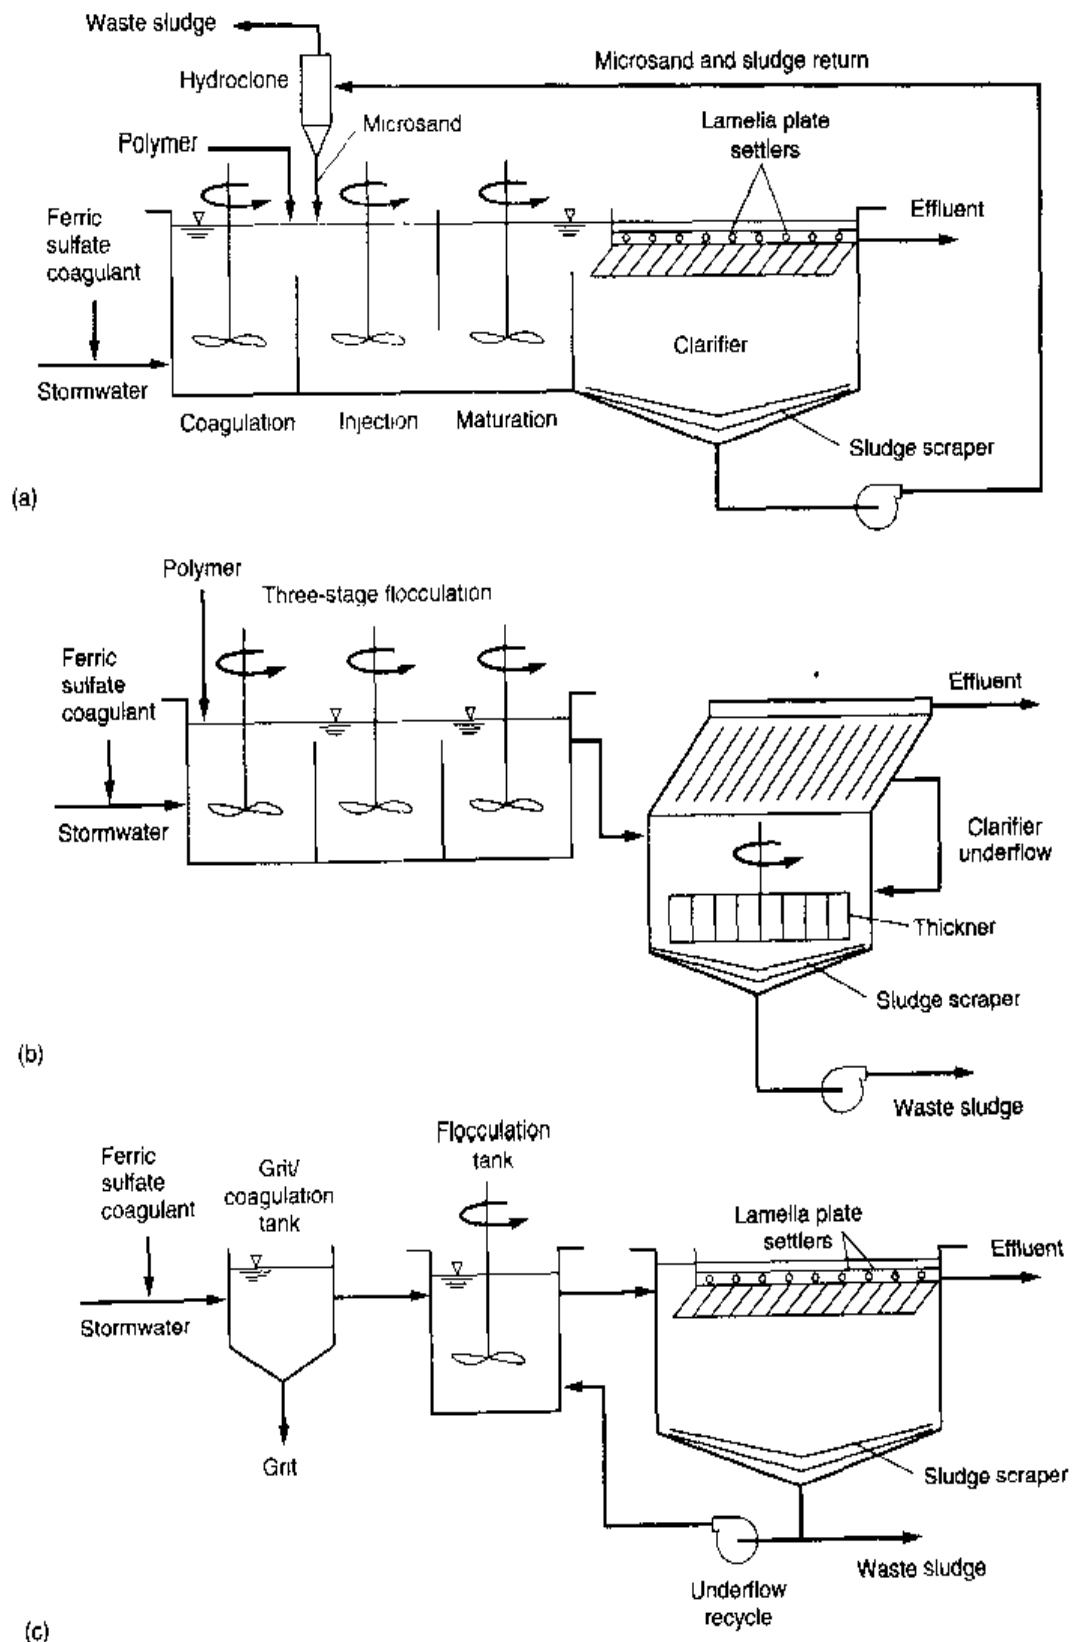 Waste sludge
Hydroclone
Microsand and sludge return
Microsand
Lamella plate
settlers
Polymer
Ferric
sulfate
coagulant
Effluent
Stormwater
Clarifier
Coagulation
Injection
Maturation
Sludge scraper
(a)
Polymer
Three-stage flocculation
Ferric
sulfate
coagulant
Effluent
Stormwater
Clarifier
underflow
Thickner
Sludge scraper
(b)
Waste sludge
Flocculation
tank
Ferric
sulfate
coagulant
Grit/
coagulation
tank
Lamella plate
settlers
Effluent
Stormwater
Grit
Sludge scraper
Waste sludge
Underflow
recycle
(c)